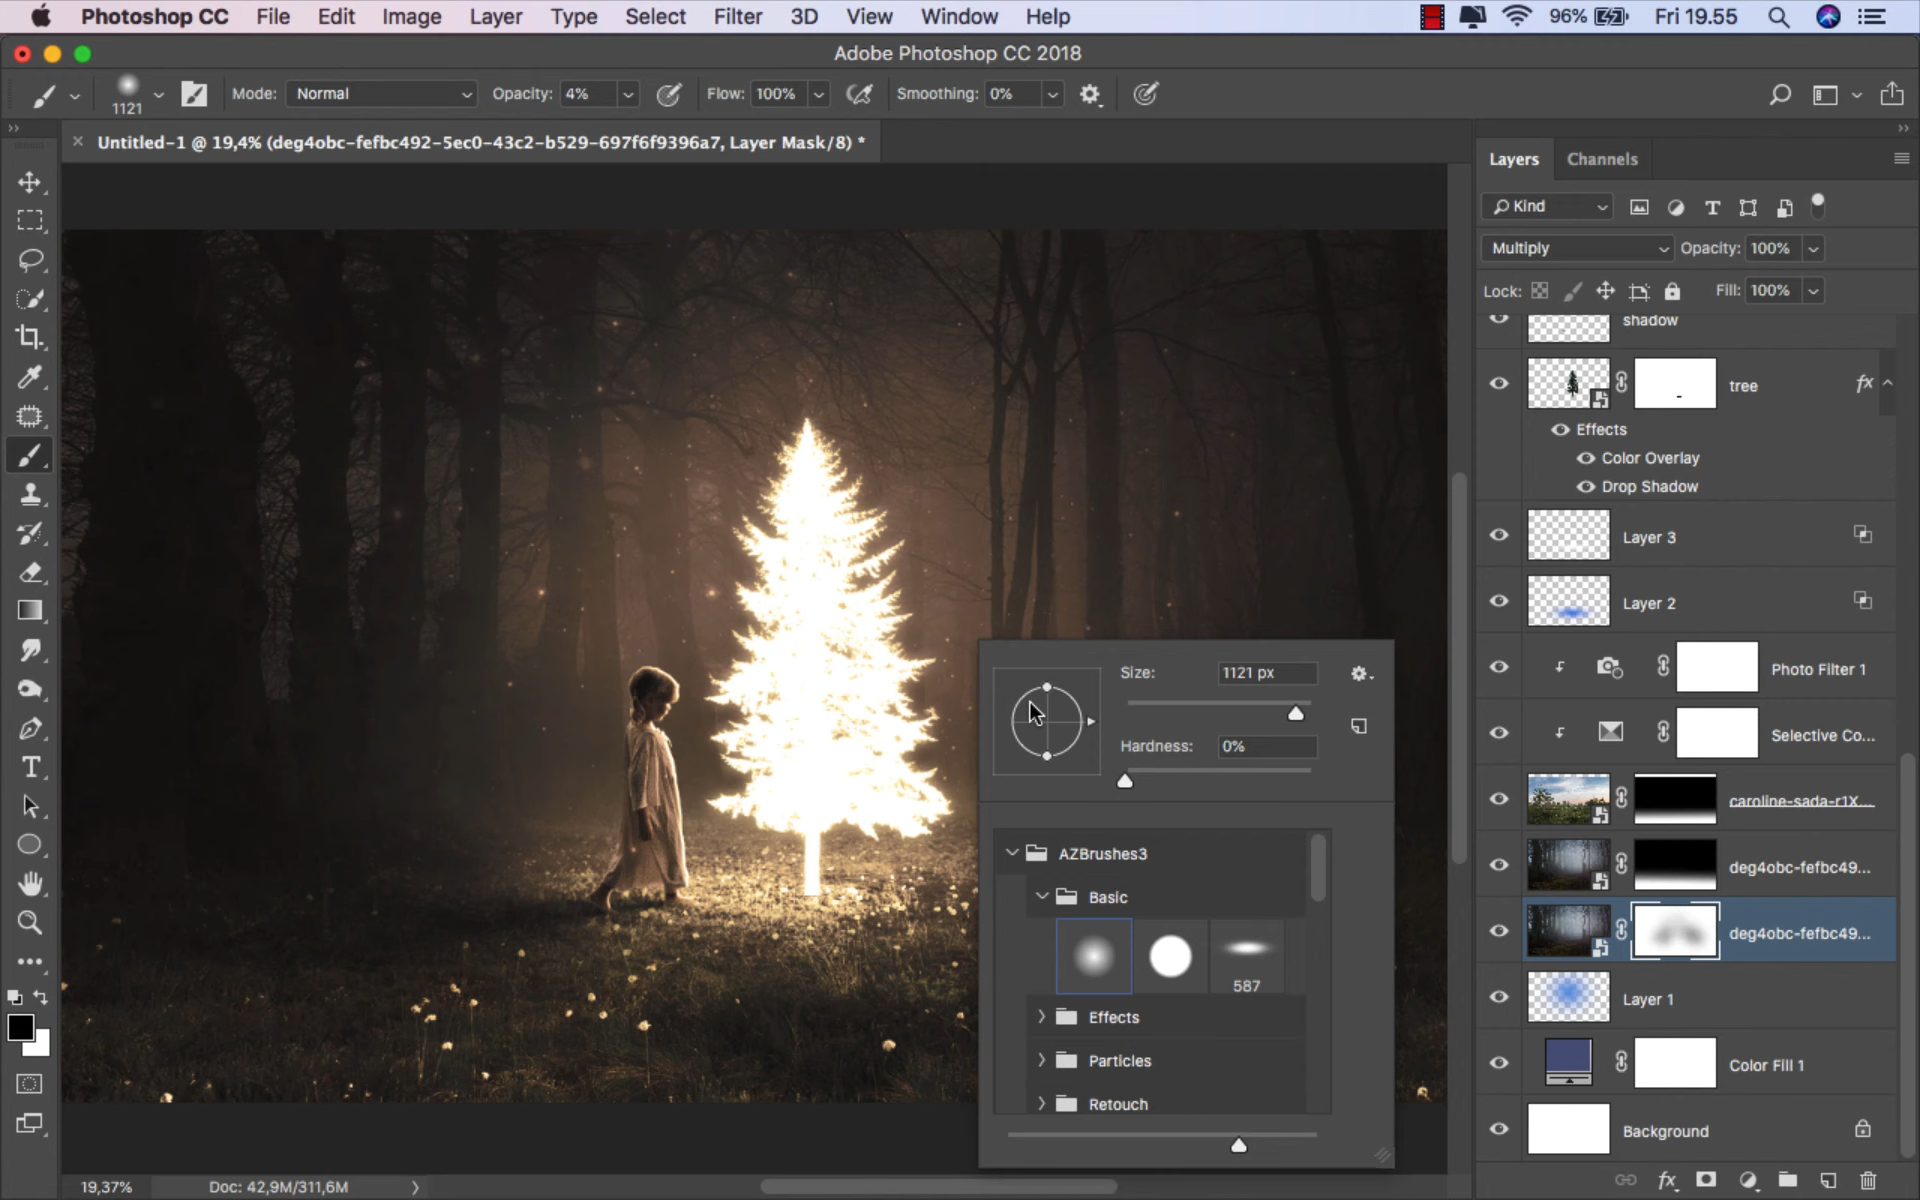 Photoshop CC File Edit Image Layer Type Select Filter 3D View Window Help 96% Fri 19.55
Adobe Photoshop CC 2018
1121 Mode: Normal Opacity: 4% Flow: 100% Smoothing: 0%
Untitled-1 @ 19,4% (deg4obc-fefbc492-5ec0-43c2-b529-697f6f9396a7, Layer Mask/8) *
Layers Channels
Kind
Multiply Opacity: 100%
Lock: Fill: 100%
shadow
tree fx
Effects
Color Overlay
Drop Shadow
Layer 3
Layer 2
Photo Filter 1
Selective Co...
caroline-sada-r1X...
deg4obc-fefbc49...
deg4obc-fefbc49...
Layer 1
Color Fill 1
Background
fx
Size: 1121 px
Hardness: 0%
AZBrushes3
Basic
587
Effects
Particles
Retouch
19,37% Doc: 42,9M/311,6M